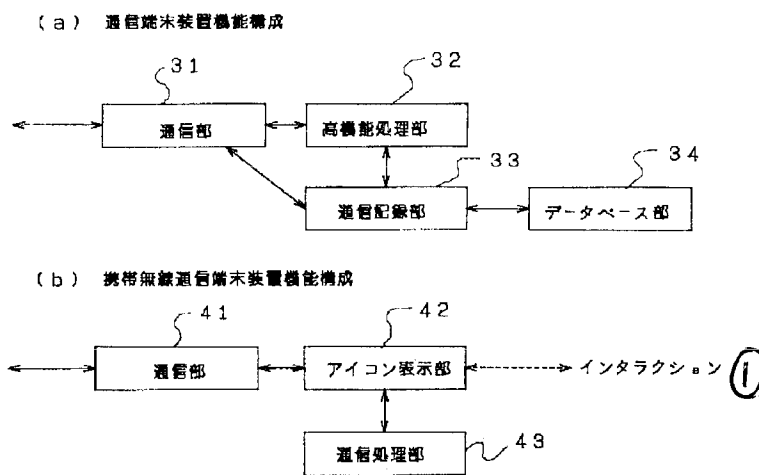 (a) 通信端末装置機能構成
31
32
通信部
高機能処理部
33
34
通信記録部
データベース部
(b) 携帯無線通信端末装置機能構成
41
42
通信部
アイコン表示部
インタラクションa
①
通信処理部
43